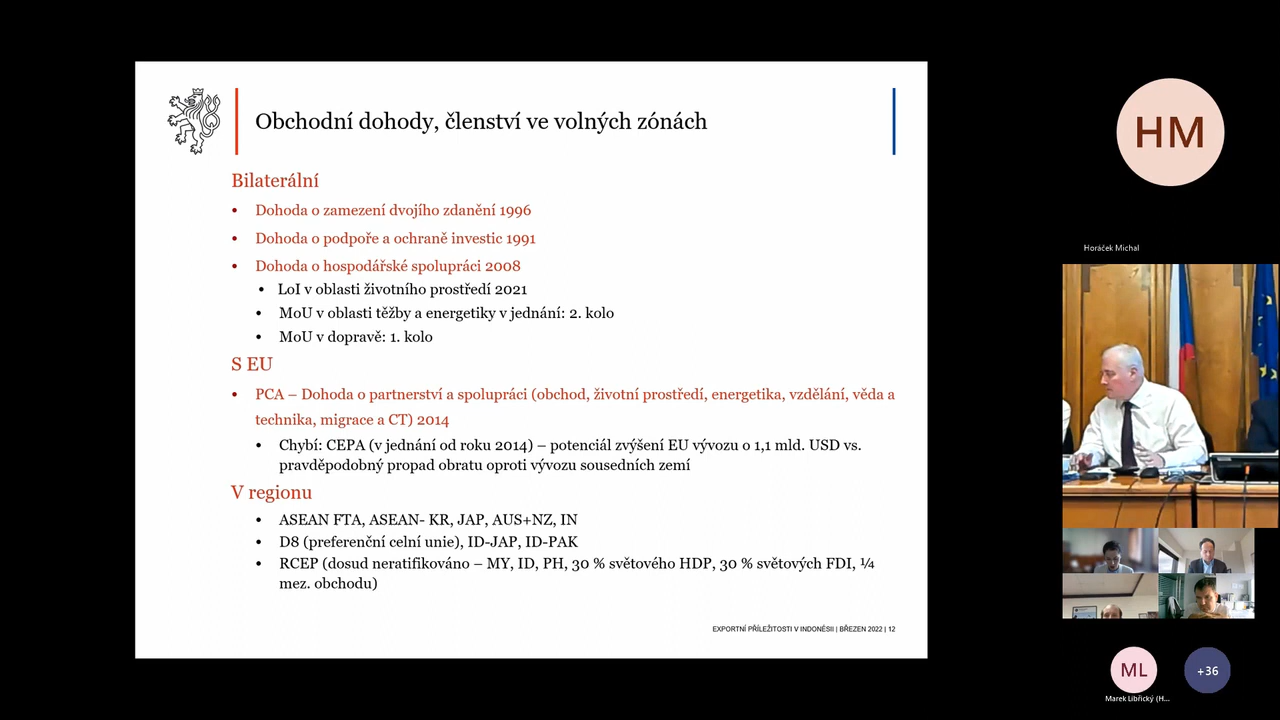 Obchodní dohody, členství ve volných zónách
Bilaterální
• Dohoda o zamezení dvojího zdanění 1996
• Dohoda o podpoře a ochraně investic 1991
• Dohoda o hospodářské spolupráci 2008
• LoI v oblasti životního prostředí 2021
• MoU v oblasti těžby a energetiky v jednání: 2. kolo
• MoU v dopravě: 1. kolo
S EU
• PCA – Dohoda o partnerství a spolupráci (obchod, životní prostředí, energetika, vzdělání, věda a
technika, migrace a CT) 2014
• Chybí: CEPA (v jednání od roku 2014) – potenciál zvýšení EU vývozu o 1,1 mld. USD vs.
pravděpodobný propad obratu oproti vývozu sousedních zemí
V regionu
• ASEAN FTA, ASEAN- KR, JAP, AUS+NZ, IN
• D8 (preferenční celní unie), ID-JAP, ID-PAK
• RCEP (dosud neratifikováno – MY, ID, PH, 30 % světového HDP, 30 % světových FDI, ¼
mez. obchodu)
EXPORTNÍ PŘÍLEŽITOSTI V INDONÉSII | BŘEZEN 2022 | 12
HM
Horáček Michal
ML
+36
Marek Libřický (H...